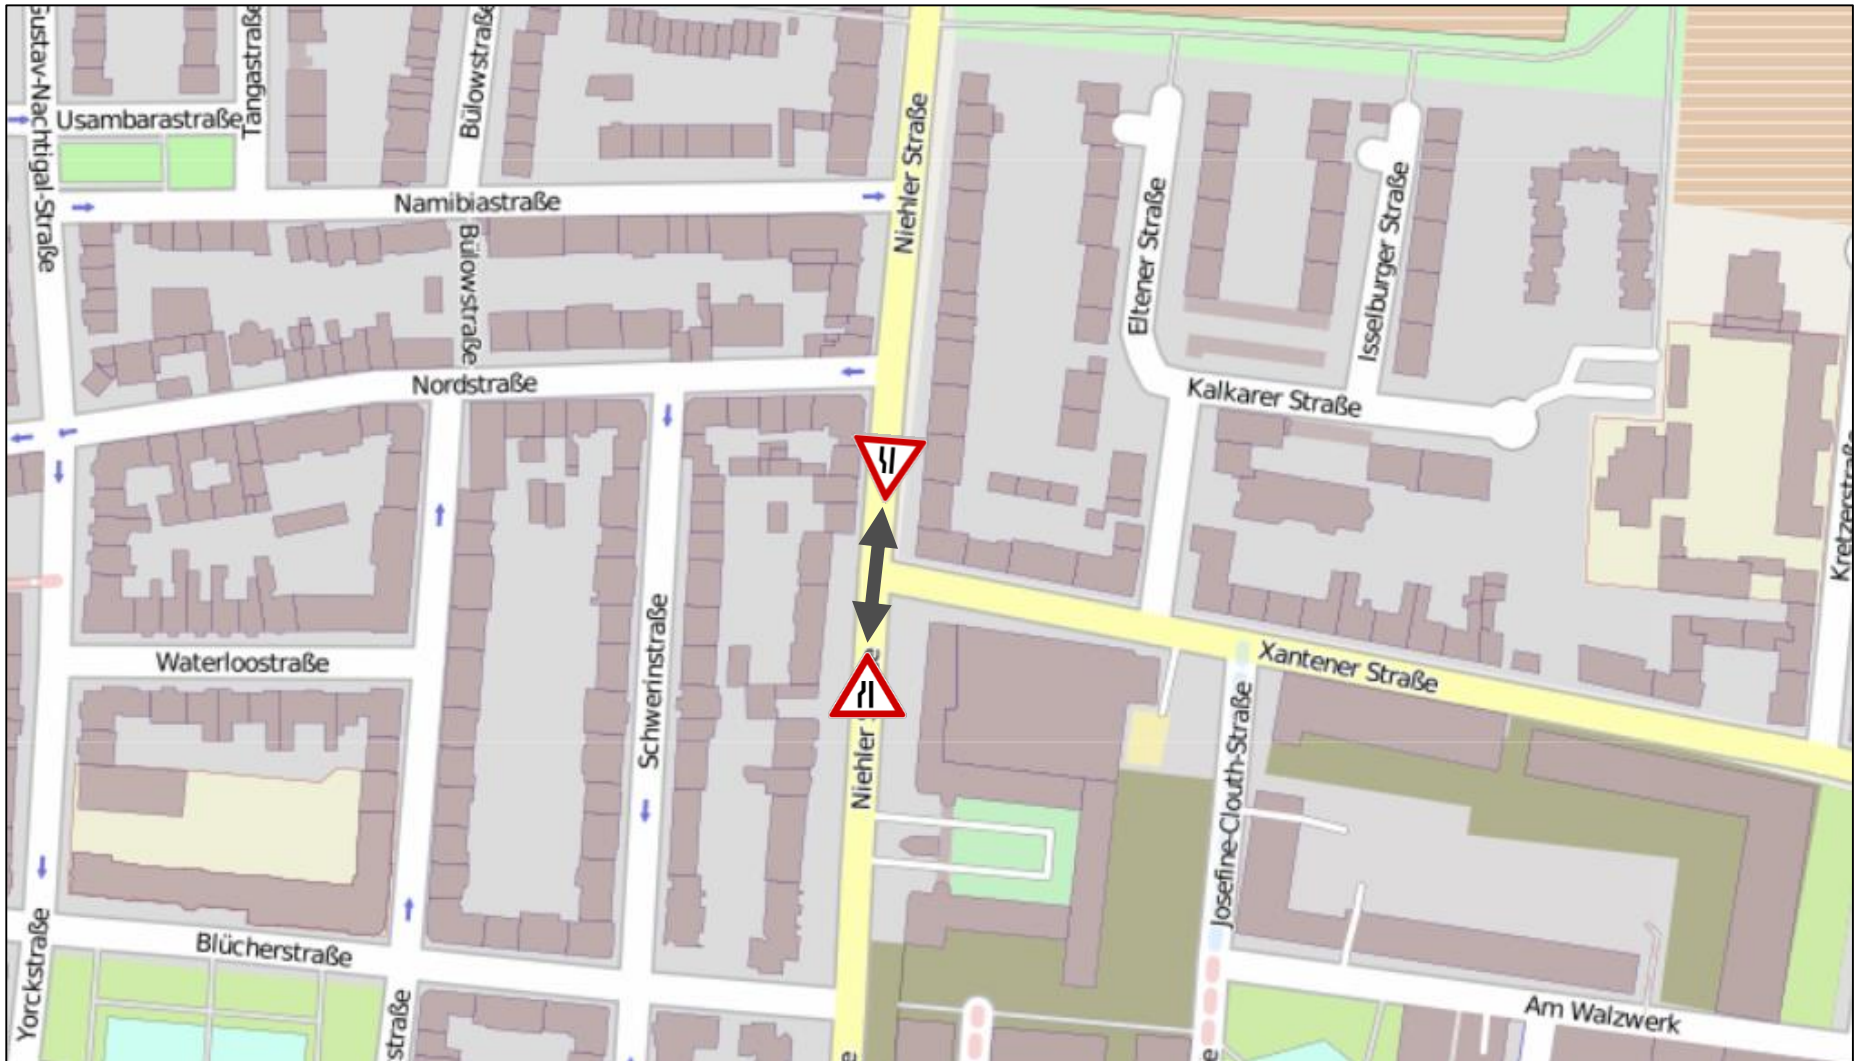 Gustav-Nachtigal-Straße
Tangastraße
Bülowstraße
Usambarastraße
Niehler Straße
Namibiastraße
Eltener Straße
Isselburger Straße
Bülowstraße
Nordstraße
Kalkarer Straße
Kretzerstraße
Schwerinstraße
Waterloostraße
Xantener Straße
Niehler
Josefine-Clouth-Straße
Blücherstraße
Yorckstraße
straße
Am Walzwerk